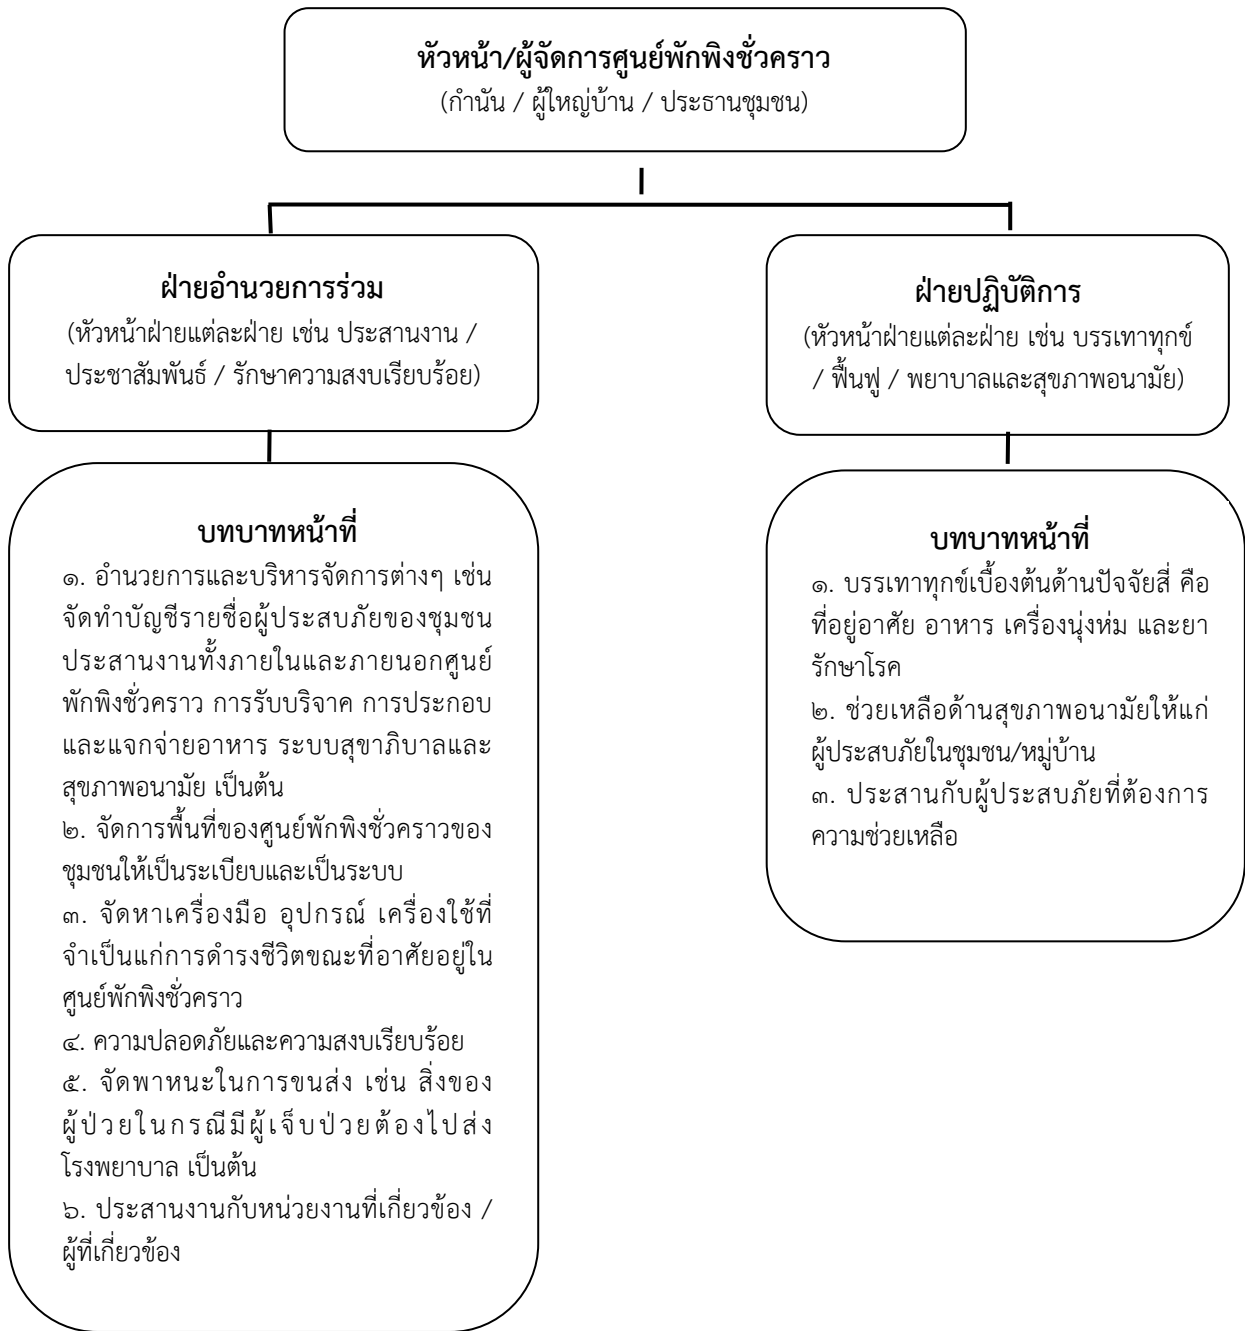 หัวหน้า/ผู้จัดการศูนย์พักพิงชั่วคราว
(กำนัน / ผู้ใหญ่บ้าน / ประธานชุมชน)
ฝ่ายอำนวยการร่วม
(หัวหน้าฝ่ายแต่ละฝ่าย เช่น ประสานงาน /
ประชาสัมพันธ์ / รักษาความสงบเรียบร้อย)
บทบาทหน้าที่
๑. อำนวยการและบริหารจัดการต่างๆ เช่น
จัดทำบัญชีรายชื่อผู้ประสบภัยของชุมชน
ประสานงานทั้งภายในและภายนอกศูนย์
พักพิงชั่วคราว การรับบริจาค การประกอบ
และแจกจ่ายอาหาร ระบบสุขาภิบาลและ
สุขภาพอนามัย เป็นต้น
๒. จัดการพื้นที่ของศูนย์พักพิงชั่วคราวของ
ชุมชนให้เป็นระเบียบและเป็นระบบ
๓. จัดหาเครื่องมือ อุปกรณ์ เครื่องใช้ที่
จำเป็นแก่การดำรงชีวิตขณะที่อาศัยอยู่ใน
ศูนย์พักพิงชั่วคราว
๔. ความปลอดภัยและความสงบเรียบร้อย
๕. จัดพาหนะในการขนส่ง เช่น สิ่งของ
ผู้ป่วยในกรณีมีผู้เจ็บป่วยต้องไปส่ง
โรงพยาบาล เป็นต้น
๖. ประสานงานกับหน่วยงานที่เกี่ยวข้อง /
ผู้ที่เกี่ยวข้อง
ฝ่ายปฏิบัติการ
(หัวหน้าฝ่ายแต่ละฝ่าย เช่น บรรเทาทุกข์
/ ฟื้นฟู / พยาบาลและสุขภาพอนามัย)
บทบาทหน้าที่
๑. บรรเทาทุกข์เบื้องต้นด้านปัจจัยสี่ คือ
ที่อยู่อาศัย อาหาร เครื่องนุ่งห่ม และยา
รักษาโรค
๒. ช่วยเหลือด้านสุขภาพอนามัยให้แก่
ผู้ประสบภัยในชุมชน/หมู่บ้าน
๓. ประสานกับผู้ประสบภัยที่ต้องการ
ความช่วยเหลือ